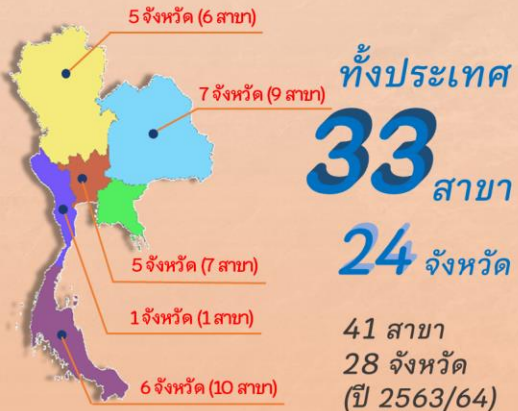 5 จังหวัด (6 สาขา)
7 จังหวัด (9 สาขา)
5 จังหวัด (7 สาขา)
1 จังหวัด (1 สาขา)
6 จังหวัด (10 สาขา)
ทั้งประเทศ
33 สาขา
24 จังหวัด
41 สาขา
28 จังหวัด
(ปี 2563/64)